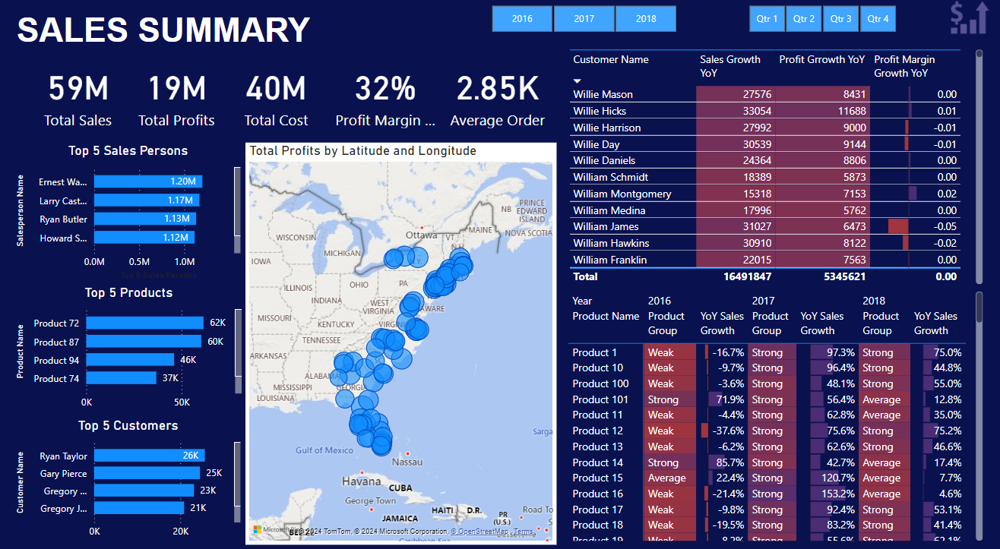 SALES SUMMARY
2016 2017 2018
Qtr 1 Qtr 2 Qtr 3 Qtr 4
59M 19M 40M 32% 2.85K
Total Sales Total Profits Total Cost Profit Margin ... Average Order
Top 5 Sales Persons
Salesperson Name
Ernest Wa... 1.20M
Larry Cast... 1.17M
Ryan Butler 1.13M
Howard S... 1.12M
0.0M 0.5M 1.0M
Top 5 Sales Persons
Top 5 Products
Product Name
Product 72 62K
Product 87 60K
Product 94 46K
Product 74 37K
0K 50K
Top 5 Customers
Customer Name
Ryan Taylor 26K
Gary Pierce 25K
Gregory ... 23K
Gregory J... 21K
0K 20K
Total Profits by Latitude and Longitude
PRINCE
EDWARD
ISLAND
NB
NOVA SCOTIA
MAINE
Ottawa
VT.
N.H
WISCONSIN
MICHIGAN
IOWA
PA
OHIO
ILLINOIS
INDIANA
WEST
VIRGINIA
AWARE
MISSOURI
KENTUCKY
VIRGIN
TENNESSEE
ARKANSAS
ALABAMA
MISSISSIPPI
GEORGIA
LOUISIANA
Sarga
Gulf of Mexico
Nassau
Havana
CUBA
George Town
HAITI
D.R.
PR
(U.S.)
Road To
JAMAICA
Basseterre
BELIZE
Microsoft
© 2024 TomTom, © 2024 Microsoft Corporation, © OpenStreetMap Terms
Caribbean Sea
Customer Name Sales Growth YoY Profit Grrowth YoY Profit Margin Growth YoY
Willie Mason 27576 8431 0.00
Willie Hicks 33054 11688 0.01
Willie Harrison 27992 9000 -0.01
Willie Day 30539 9144 -0.01
Willie Daniels 24364 8806 0.00
William Schmidt 18389 5873 0.00
William Montgomery 15318 7153 0.02
William Medina 17996 5762 0.00
William James 31027 6473 -0.05
William Hawkins 30910 8122 -0.02
William Franklin 22015 7563 0.00
Total 16491847 5345621 0.00
Year 2016 2017 2018
Product Name Product Group YoY Sales Growth Product Group YoY Sales Growth Product Group YoY Sales Growth
Product 1 Weak -16.7% Strong 97.3% Strong 75.0%
Product 10 Weak -9.7% Strong 96.4% Strong 44.8%
Product 100 Weak -3.6% Strong 48.1% Strong 55.0%
Product 101 Strong 71.9% Strong 56.4% Average 12.8%
Product 11 Weak -4.4% Strong 62.8% Average 35.0%
Product 12 Weak -37.6% Strong 75.6% Strong 75.2%
Product 13 Weak -6.2% Strong 62.6% Strong 46.6%
Product 14 Strong 85.7% Strong 42.7% Average 17.4%
Product 15 Average 22.4% Strong 120.7% Average 7.7%
Product 16 Weak -21.4% Strong 153.2% Average 4.6%
Product 17 Weak -9.8% Strong 92.4% Strong 53.1%
Product 18 Weak -19.5% Strong 83.2% Strong 41.4%
Product 19 Weak -8.2% Strong 55.6% Strong 62.1%